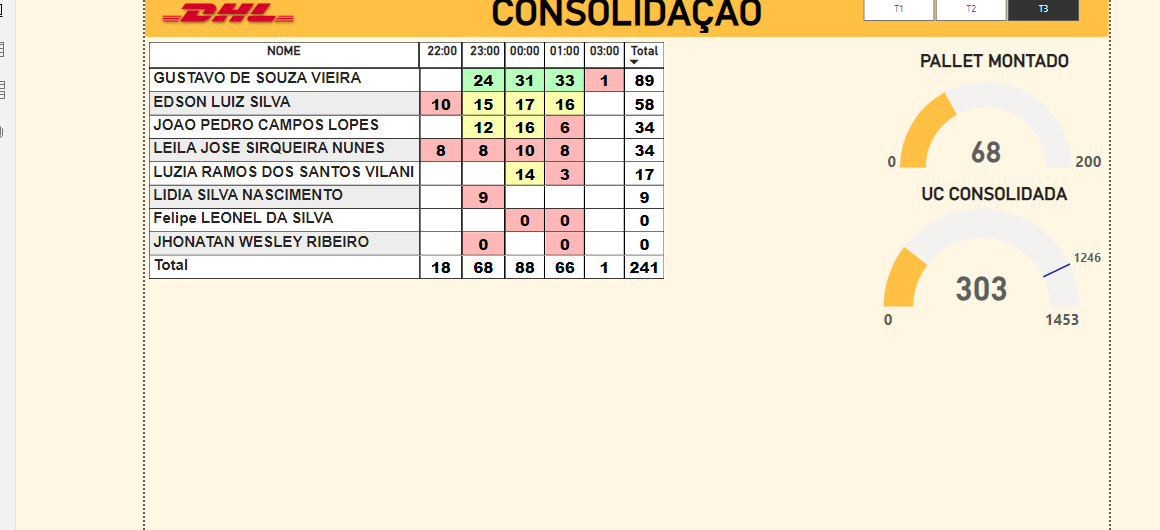 DHL
CONSOLIDAÇÃO
T1 T2 T3
NOME 22:00 23:00 00:00 01:00 03:00 Total
GUSTAVO DE SOUZA VIEIRA 24 31 33 1 89
EDSON LUIZ SILVA 10 15 17 16 58
JOAO PEDRO CAMPOS LOPES 12 16 6 34
LEILA JOSE SIRQUEIRA NUNES 8 8 10 8 34
LUZIA RAMOS DOS SANTOS VILANI 14 3 17
LIDIA SILVA NASCIMENTO 9 9
Felipe LEONEL DA SILVA 0 0 0
JHONATAN WESLEY RIBEIRO 0 0 0
Total 18 68 88 66 1 241
PALLET MONTADO
68
0 200
UC CONSOLIDADA
1246
303
0 1453